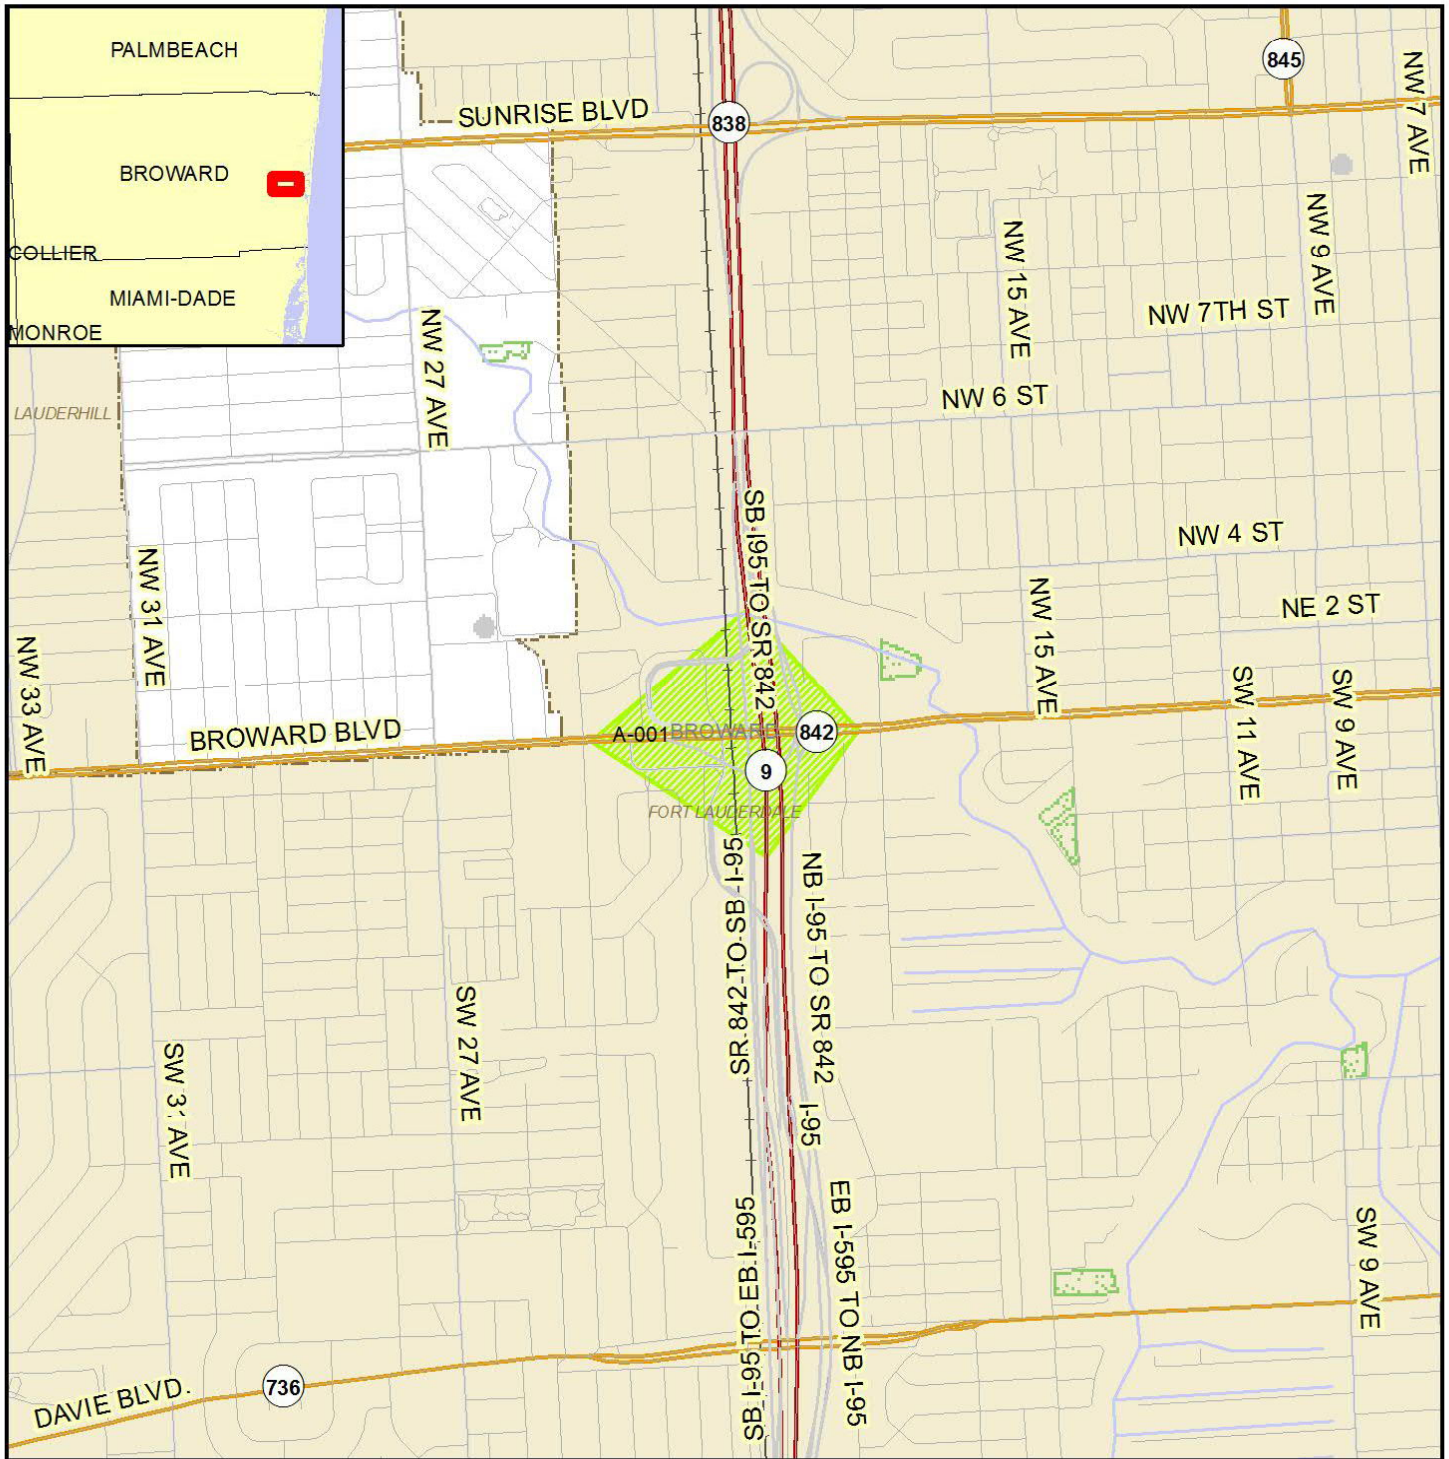 PALMBEACH
BROWARD
COLLIER
MIAMI-DADE
MONROE
845
838
SUNRISE BLVD
NW 7 AVE
NW 9 AVE
NW 15 AVE
NW 7TH ST
NW 27 AVE
NW 6 ST
LAUDERHILL
SB I95 TO SR 842
NW 4 ST
NW 31 AVE
NW 15 AVE
NE 2 ST
NW 33 AVE
SW 11 AVE
SW 9 AVE
BROWARD BLVD
A-001
BROWARD
842
9
FORT LAUDERDALE
SR 842 TO SB I-95
NB I-95 TO SR 842
SW 27 AVE
SW 31 AVE
I-95
EB I-595 TO NB I-95
SB I-95 TO EB I-595
SW 9 AVE
DAVIE BLVD.
736